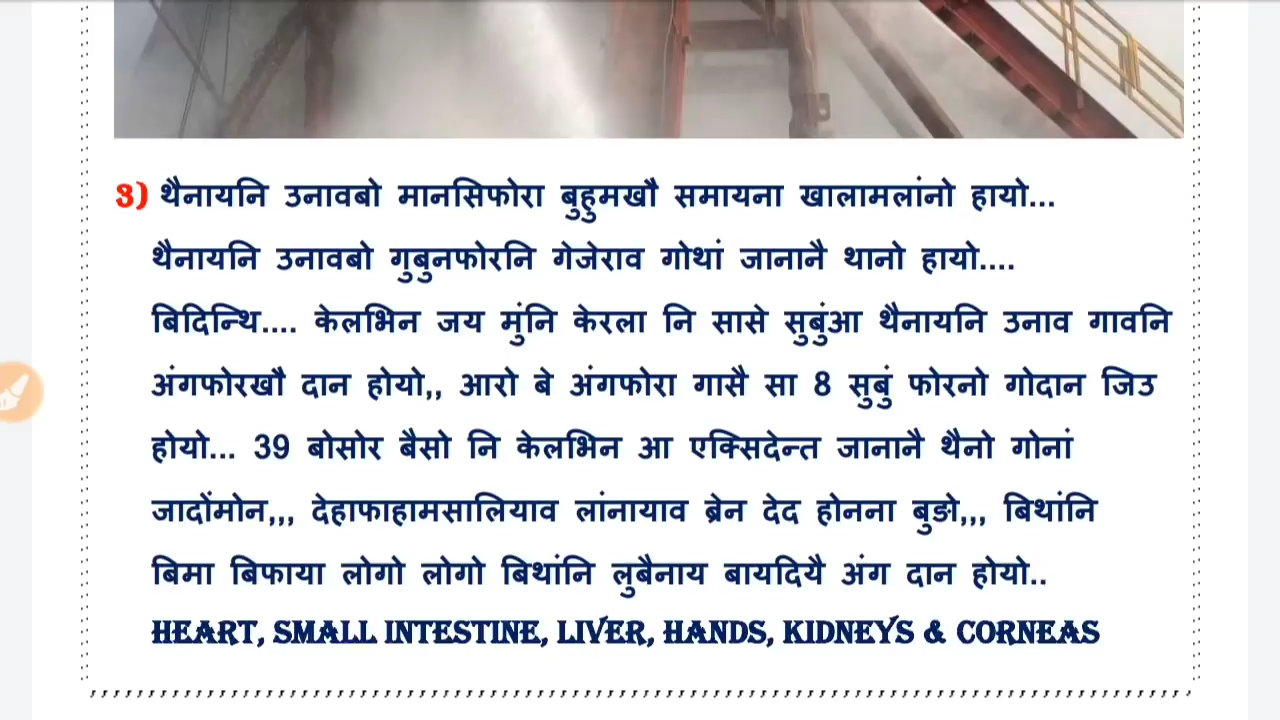 3) थैनायनि उनावबो मानसिफोरा बुहुमखौ समायना खालामलांनो हायो...
थैनायनि उनावबो गुबुनफोरनि गेजेराव गोथां जानानै थानो हायो....
बिदिन्थि.... केलभिन जय मुंनि केरला नि सासे सुबुंआ थैनायनि उनाव गावनि
अंगफोरखौ दान होयो,, आरो बे अंगफोरा गासै सा 8 सुबुं फोरनो गोदान जिउ
होयो... 39 बोसोर बैसो नि केलभिन आ एक्सिदेन्त जानानै थैनो गोनां
जादोंमोन,,, देहाफाहामसालियाव लांनायाव ब्रेन देद होनना बुङो,,, बिथांनि
बिमा बिफाया लोगो लोगो बिथांनि लुबैनाय बायदियै अंग दान होयो..
HEART, SMALL INTESTINE, LIVER, HANDS, KIDNEYS & CORNEAS